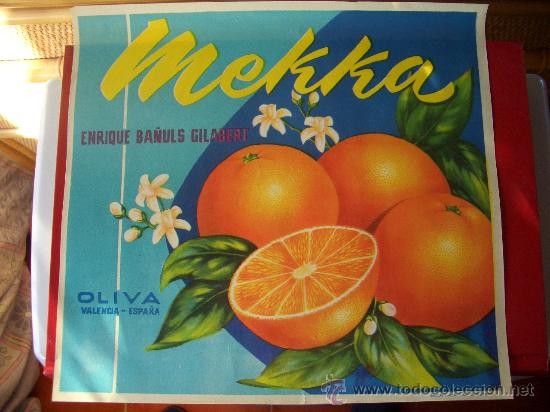 Mekka
ENRIQUE BAÑULS GILABERT
OLIVA
VALENCIA - ESPAÑA
www.todocoleccion.net